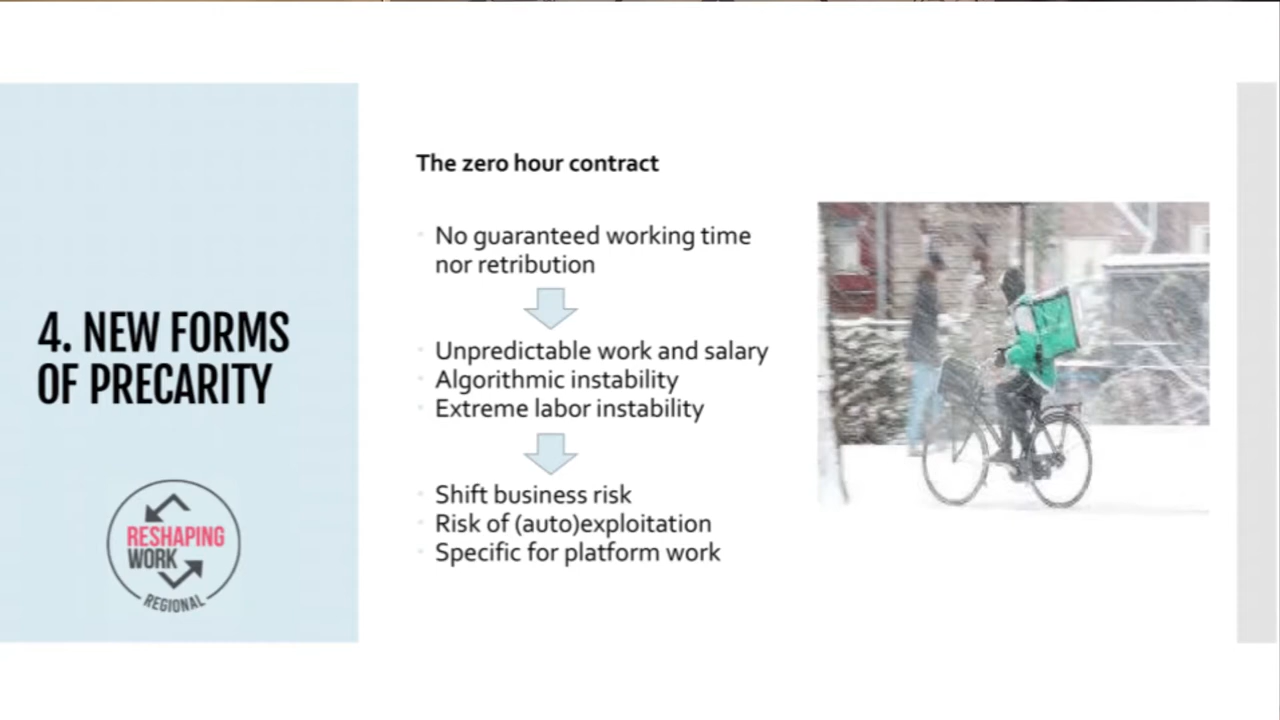 4. NEW FORMS
OF PRECARITY
RESHAPING
WORK
REGIONAL
The zero hour contract
No guaranteed working time
nor retribution
Unpredictable work and salary
Algorithmic instability
Extreme labor instability
Shift business risk
Risk of (auto)exploitation
Specific for platform work